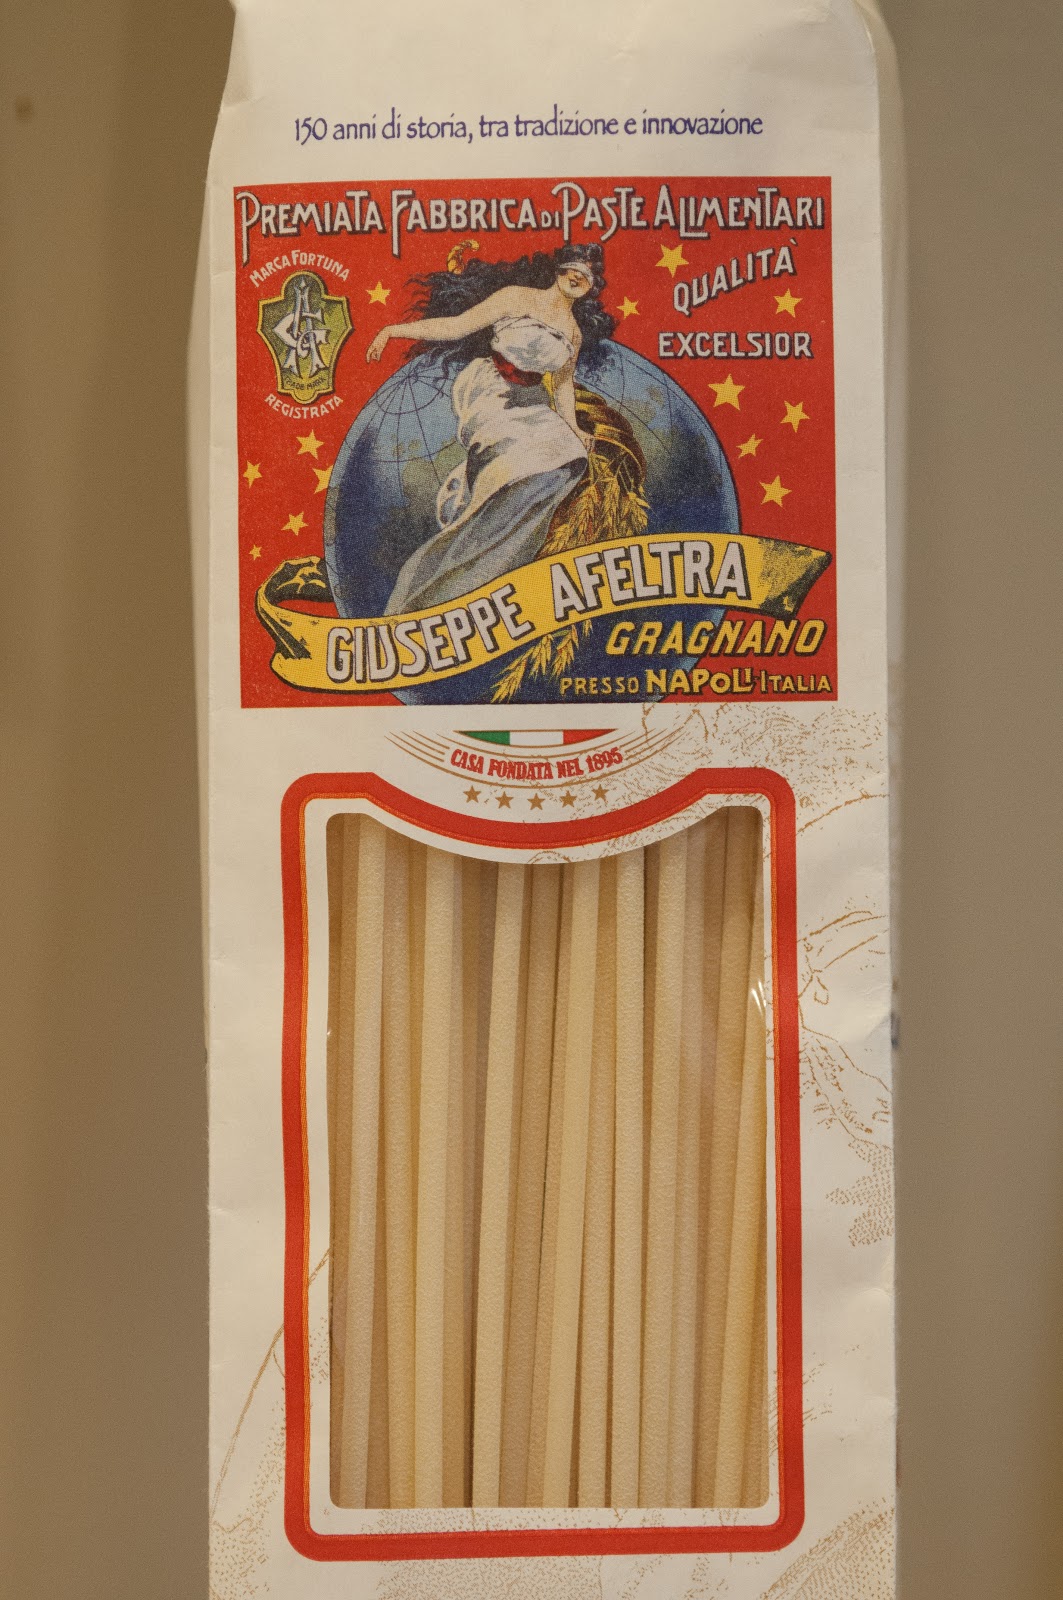 150 anni di storia, tra tradizione e innovazione
PREMIATA FABBRICA DI PASTE ALIMENTARI
MARCA FORTUNA
REGISTRATA
QUALITÀ
EXCELSIOR
GIUSEPPE AFELTRA
GRAGNANO
PRESSO NAPOLI·ITALIA
CASA FONDATA NEL 1895